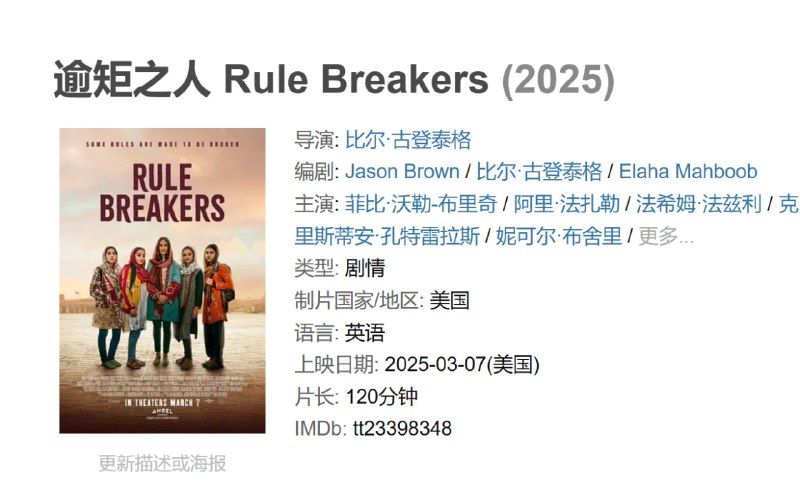 逾矩之人 Rule Breakers (2025)
SOME RULES ARE MADE TO BE BROKEN
RULE
BREAKERS
IN THEATERS MARCH 7
ANGEL
更新描述或海报
导演: 比尔·古登泰格
编剧: Jason Brown / 比尔·古登泰格 / Elaha Mahboob
主演: 菲比·沃勒-布里奇 / 阿里·法扎勒 / 法希姆·法兹利 / 克
里斯蒂安·孔特雷拉斯 / 妮可尔·布舍里 / 更多...
类型: 剧情
制片国家/地区: 美国
语言: 英语
上映日期: 2025-03-07(美国)
片长: 120分钟
IMDb: tt23398348